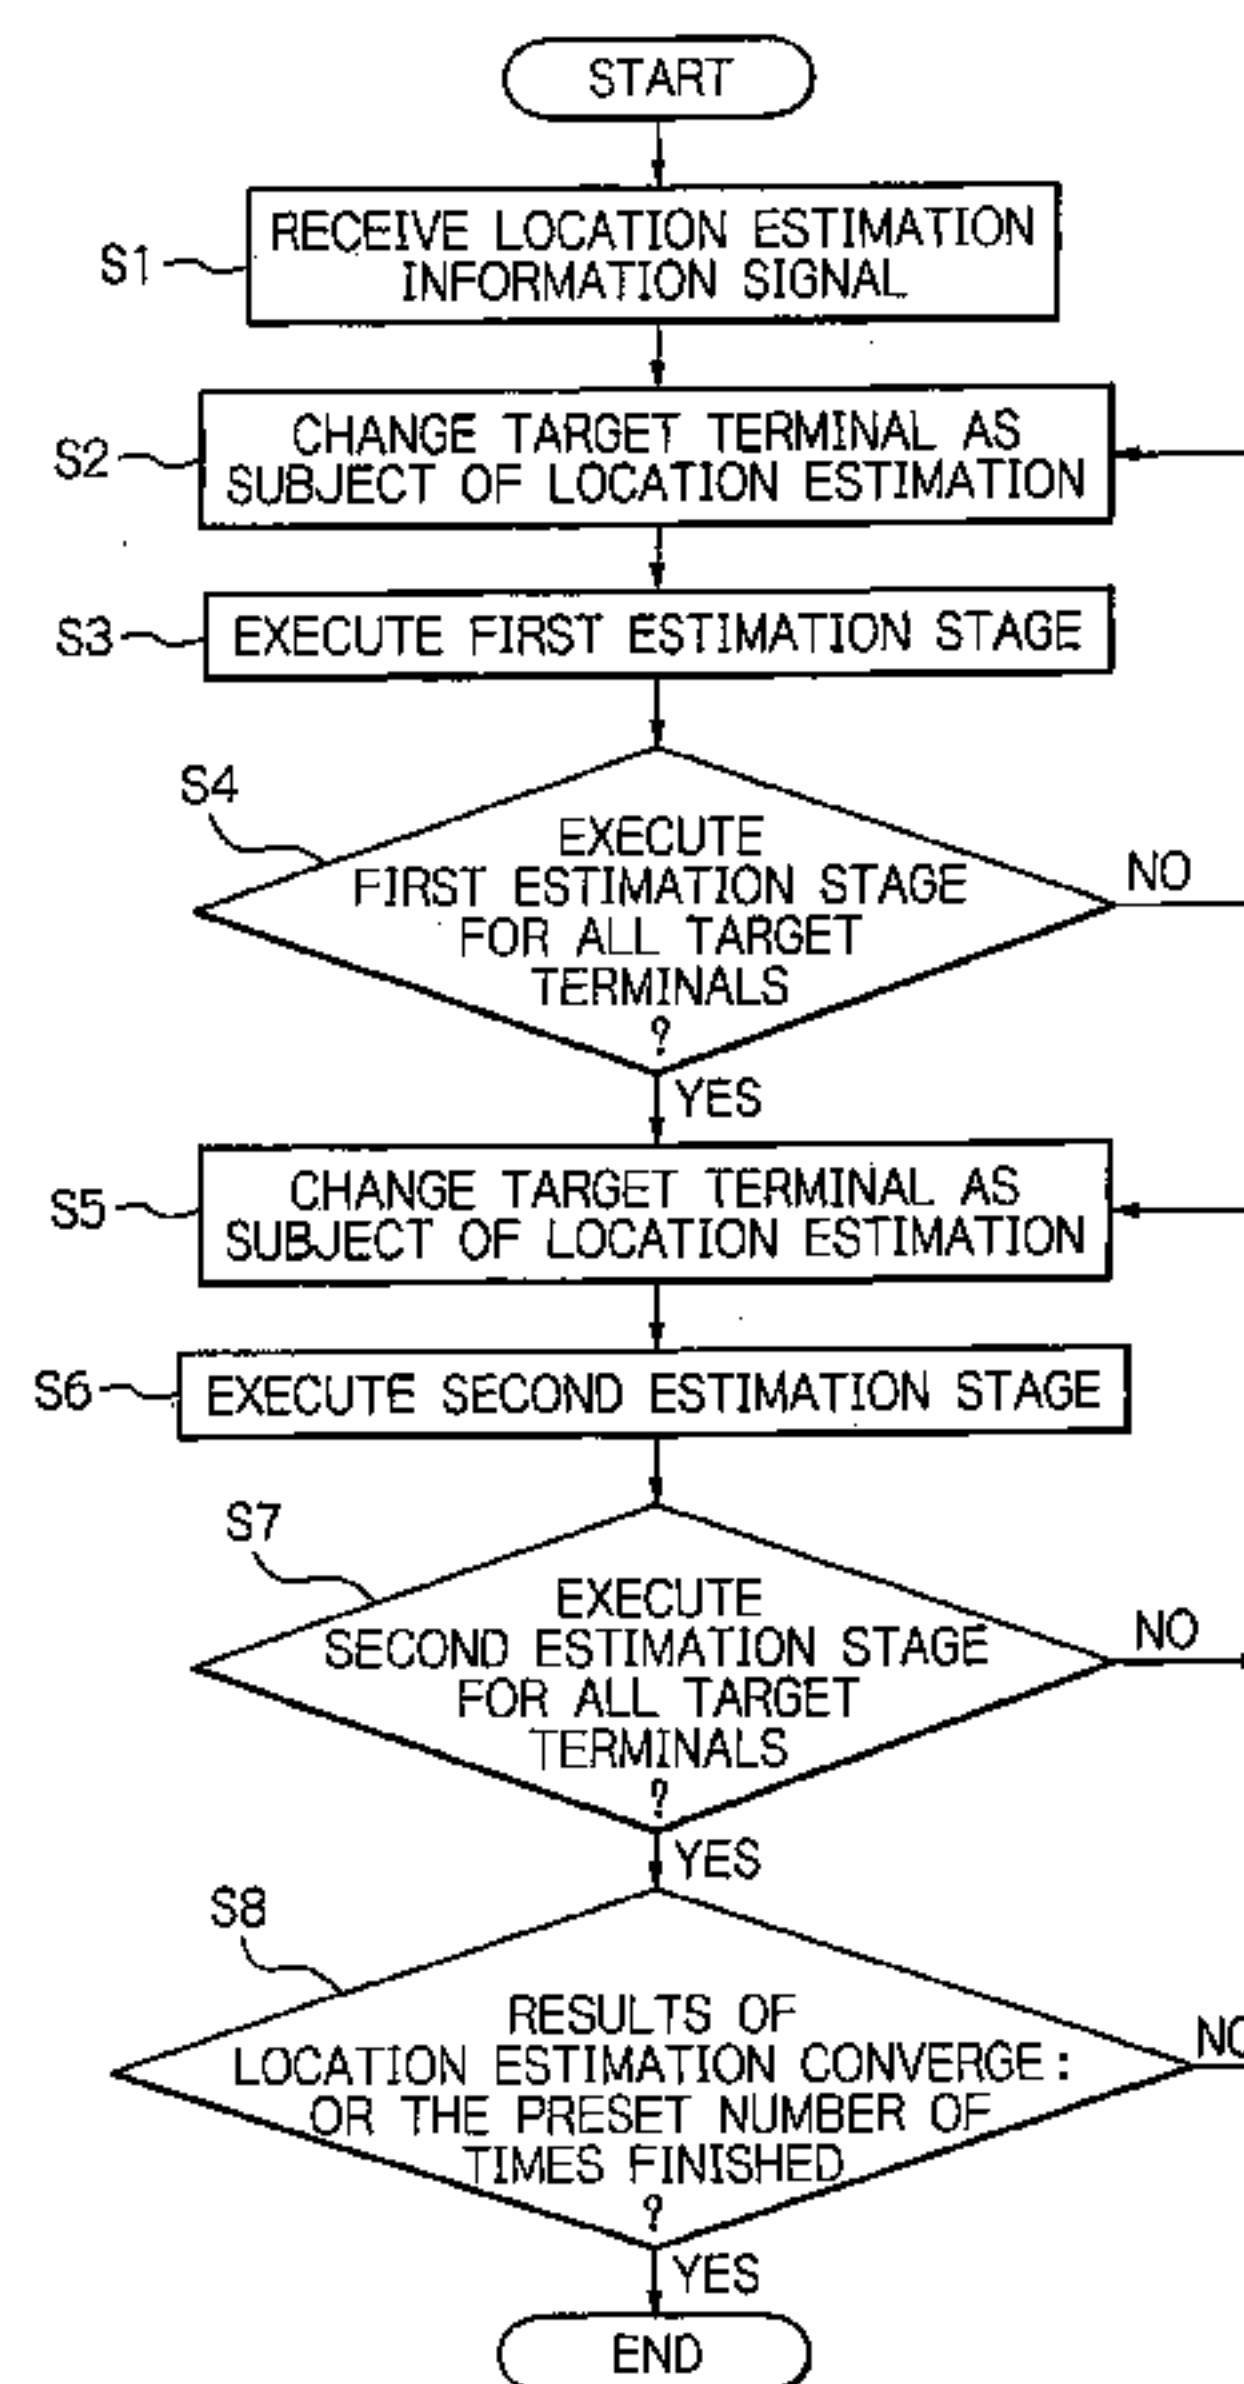 START
S1
RECEIVE LOCATION ESTIMATION
INFORMATION SIGNAL
S2
CHANGE TARGET TERMINAL AS
SUBJECT OF LOCATION ESTIMATION
S3
EXECUTE FIRST ESTIMATION STAGE
S4
EXECUTE
FIRST ESTIMATION STAGE
FOR ALL TARGET
TERMINALS
?
NO
YES
S5
CHANGE TARGET TERMINAL AS
SUBJECT OF LOCATION ESTIMATION
S6
EXECUTE SECOND ESTIMATION STAGE
S7
EXECUTE
SECOND ESTIMATION STAGE
FOR ALL TARGET
TERMINALS
?
NO
YES
S8
RESULTS OF
LOCATION ESTIMATION CONVERGE:
OR THE PRESET NUMBER OF
TIMES FINISHED
?
NO
YES
END